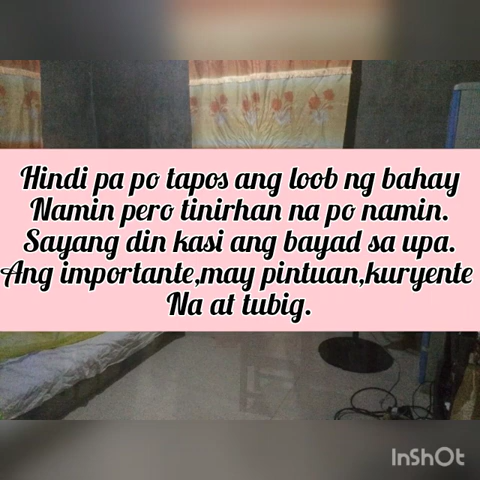 Hindi pa po tapos ang loob ng bahay
Namin pero tinirhan na po namin.
Sayang din kasi ang bayad sa upa.
Ang importante,may pintuan,kuryente
Na at tubig.
InShOt